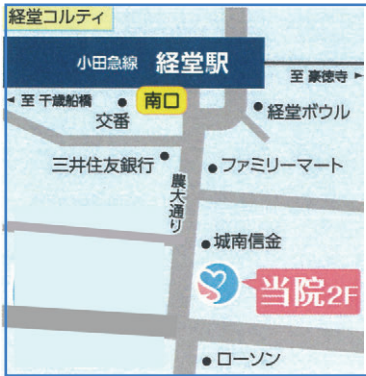 経堂コルティ
小田急線 経堂駅
至 豪徳寺 ►
◄ 至 千歳船橋
南口
交番
経堂ボウル
三井住友銀行
ファミリーマート
農大通り
城南信金
当院2F
ローソン